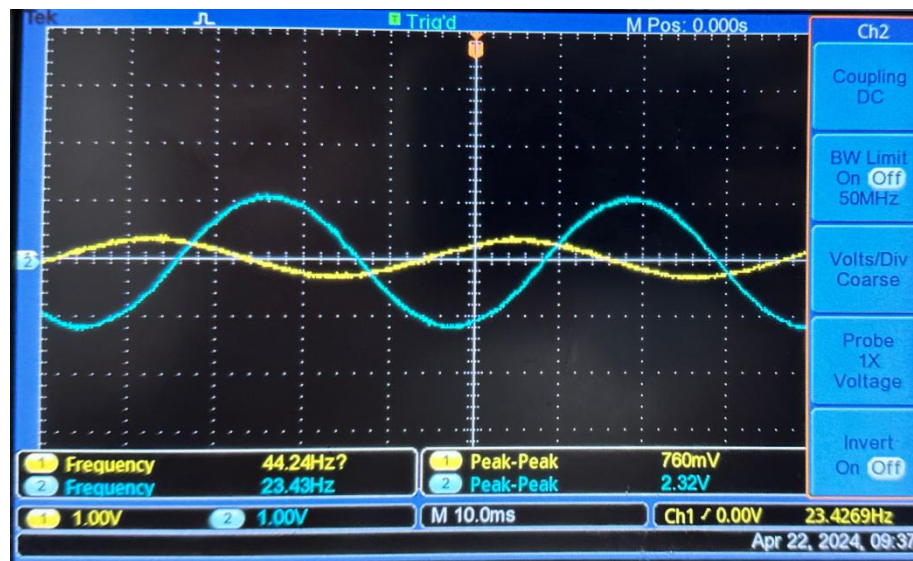 Tek Trig'd M Pos: 0.000s
Ch2
Coupling
DC
BW Limit
On Off
50MHz
Volts/Div
Coarse
Probe
1X
Voltage
Invert
On Off
2
1 Frequency 44.24Hz?
2 Frequency 23.43Hz
1 Peak-Peak 760mV
2 Peak-Peak 2.32V
1 1.00V 2 1.00V M 10.0ms Ch1 0.00V 23.4269Hz
Apr 22, 2024, 09:37